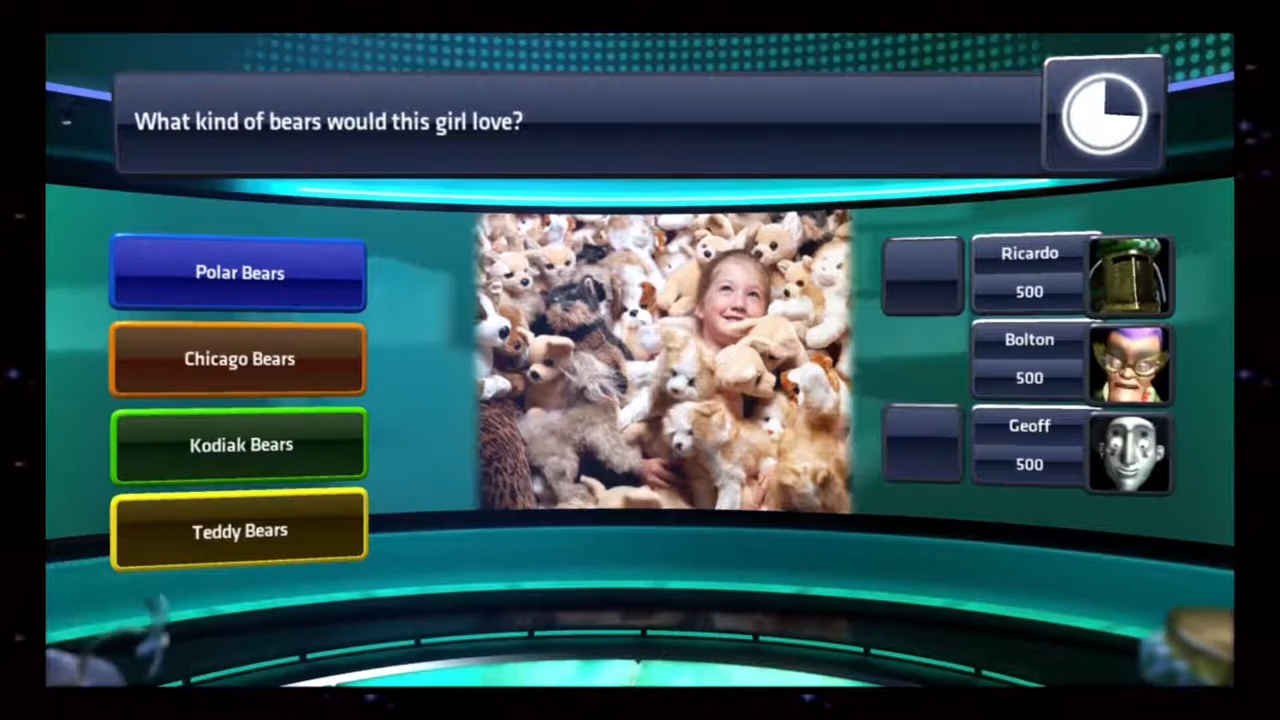 What kind of bears would this girl love?
Polar Bears
Chicago Bears
Kodiak Bears
Teddy Bears
Ricardo
500
Bolton
500
Geoff
500